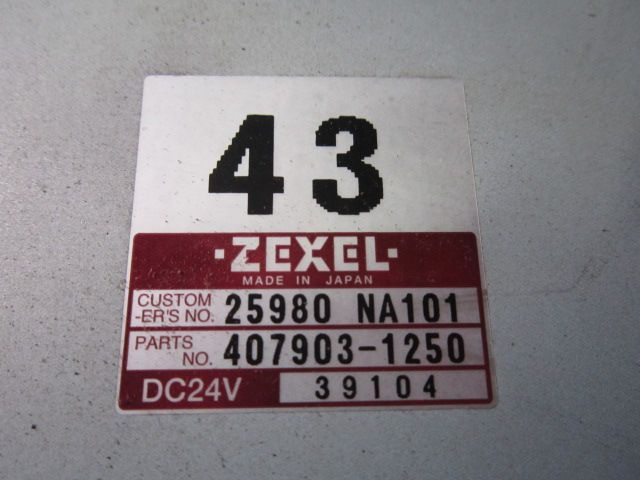 43
·ZEXEL·
MADE IN JAPAN
CUSTOM
-ER'S NO. 25980 NA101
PARTS
NO. 407903-1250
DC24V 39104